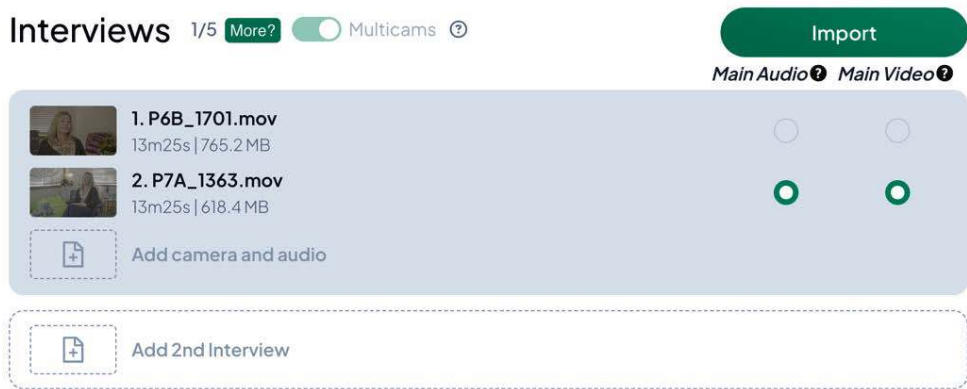 Interviews 1/5 More? Multicams ?
Import
Main Audio ? Main Video ?
1. P6B_1701.mov
13m25s | 765.2 MB
2. P7A_1363.mov
13m25s | 618.4 MB
Add camera and audio
Add 2nd Interview